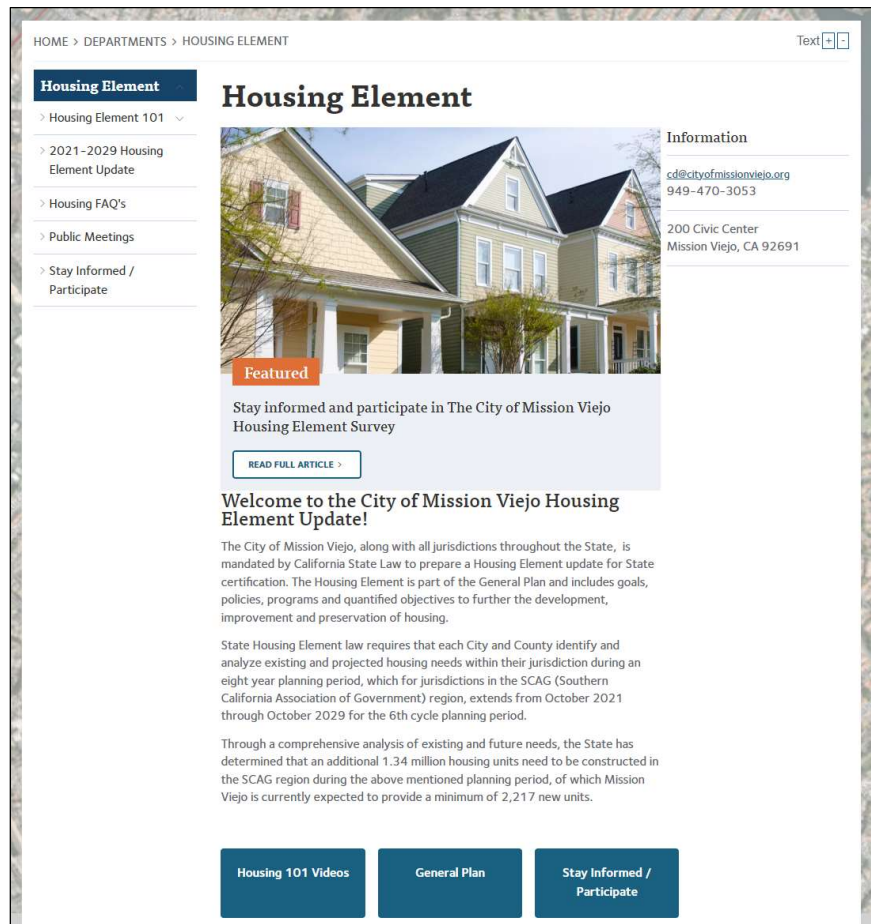 HOME > DEPARTMENTS > HOUSING ELEMENT
Text + -
Housing Element
> Housing Element 101
> 2021-2029 Housing
Element Update
> Housing FAQ's
> Public Meetings
> Stay Informed /
Participate
Housing Element
Featured
Stay informed and participate in The City of Mission Viejo
Housing Element Survey
READ FULL ARTICLE >
Information
cd@cityofmissionviejo.org
949-470-3053
200 Civic Center
Mission Viejo, CA 92691
Welcome to the City of Mission Viejo Housing
Element Update!
The City of Mission Viejo, along with all jurisdictions throughout the State, is
mandated by California State Law to prepare a Housing Element update for State
certification. The Housing Element is part of the General Plan and includes goals,
policies, programs and quantified objectives to further the development,
improvement and preservation of housing.
State Housing Element law requires that each City and County identify and
analyze existing and projected housing needs within their jurisdiction during an
eight year planning period, which for jurisdictions in the SCAG (Southern
California Association of Government) region, extends from October 2021
through October 2029 for the 6th cycle planning period.
Through a comprehensive analysis of existing and future needs, the State has
determined that an additional 1.34 million housing units need to be constructed in
the SCAG region during the above mentioned planning period, of which Mission
Viejo is currently expected to provide a minimum of 2,217 new units.
Housing 101 Videos
General Plan
Stay Informed /
Participate